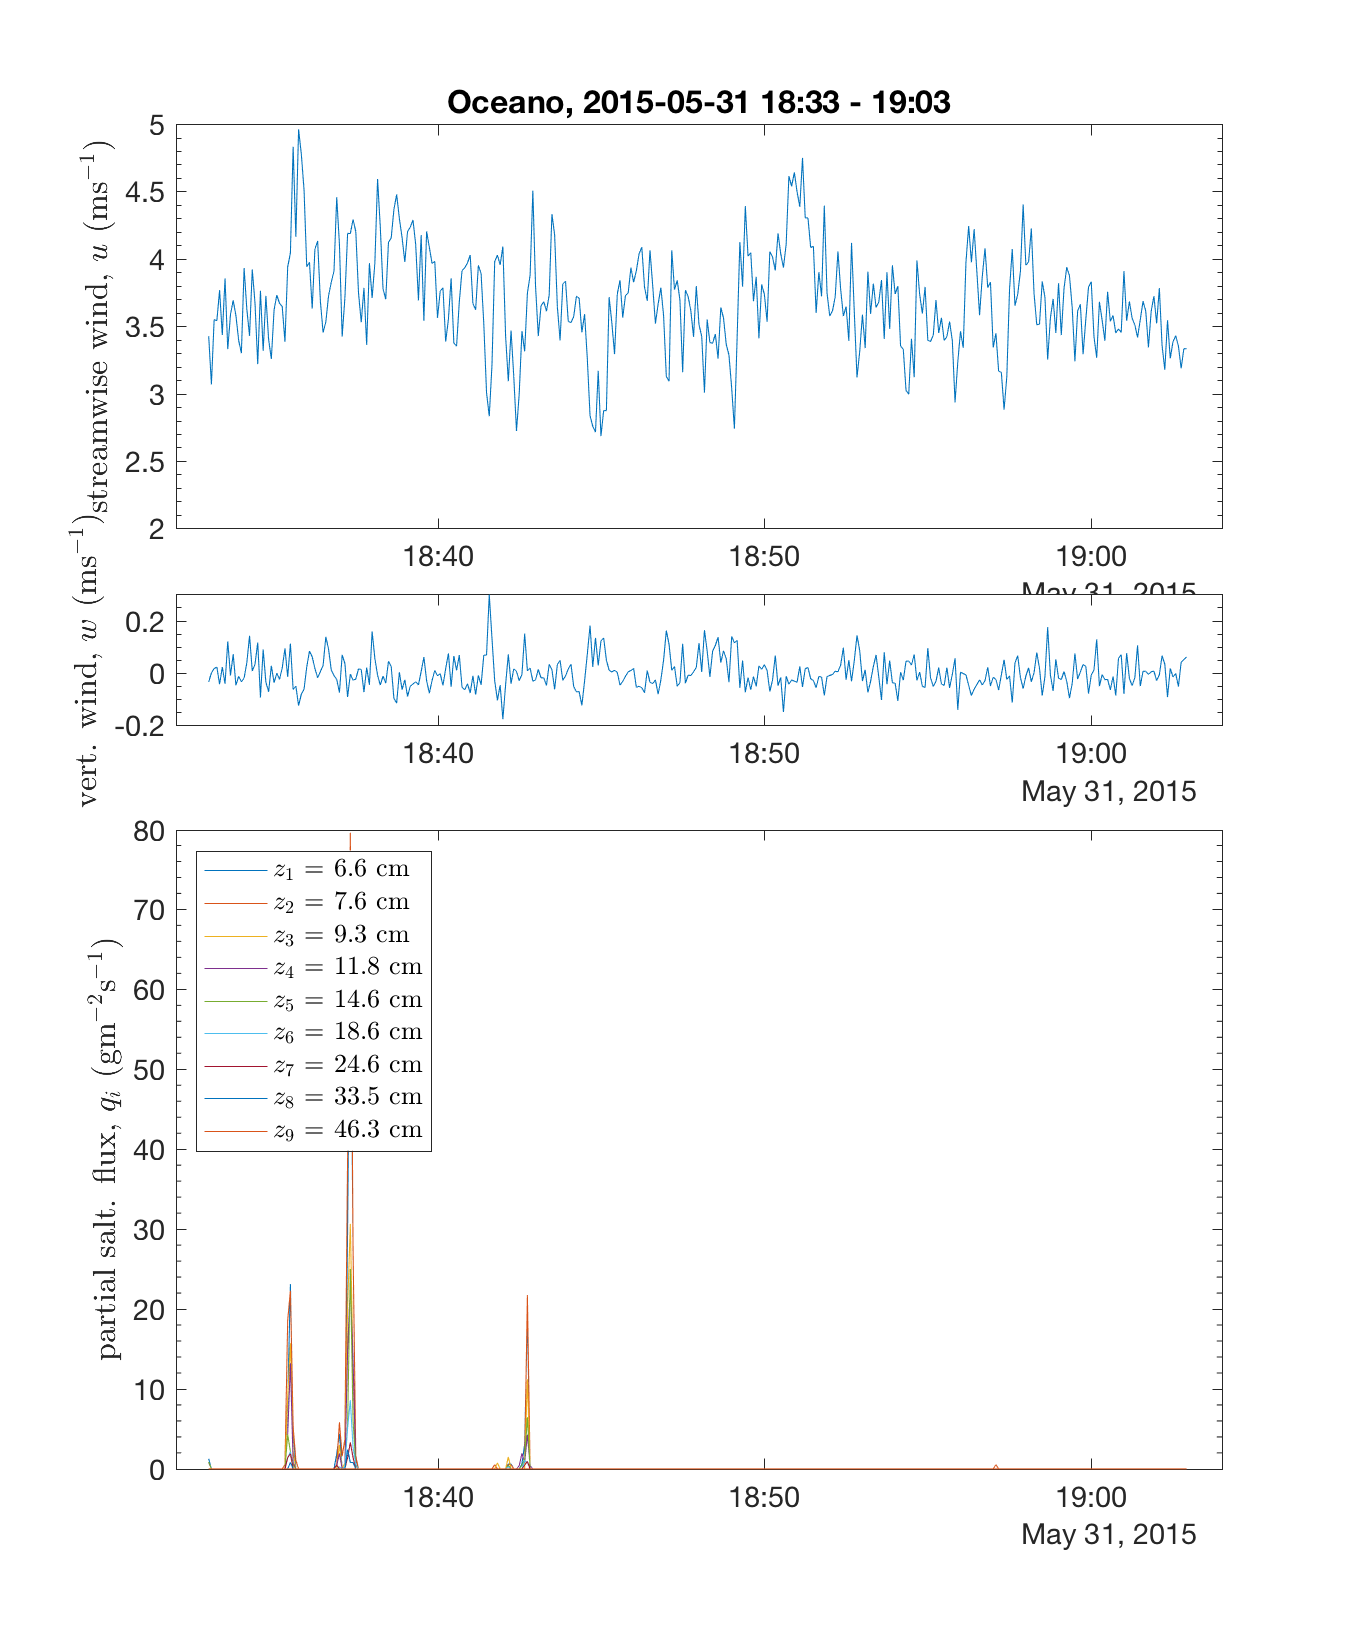 Oceano, 2015-05-31 18:33 - 19:03
streamwise wind, u (ms⁻¹)
5
4.5
4
3.5
3
2.5
2
18:40 18:50 19:00
May 31, 2015
vert. wind, w (ms⁻¹)
0.2
0
-0.2
18:40 18:50 19:00
May 31, 2015
partial salt. flux, qᵢ (gm⁻²s⁻¹)
80
70
60
50
40
30
20
10
0
z₁ = 6.6 cm
z₂ = 7.6 cm
z₃ = 9.3 cm
z₄ = 11.8 cm
z₅ = 14.6 cm
z₆ = 18.6 cm
z₇ = 24.6 cm
z₈ = 33.5 cm
z₉ = 46.3 cm
18:40 18:50 19:00
May 31, 2015